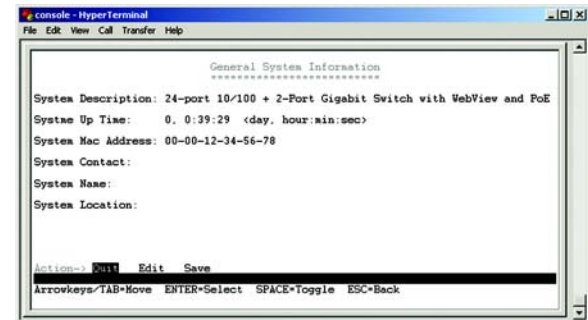 console - HyperTerminal
File Edit View Call Transfer Help
General System Information
System Description: 24-port 10/100 + 2-Port Gigabit Switch with WebView and PoE
Systme Up Time: 0, 0:39:29 <day, hour:min:sec>
System Mac Address: 00-00-12-34-56-78
System Contact:
System Name:
System Location:
Action-> Quit Edit Save
Arrowkeys/TAB=Move ENTER=Select SPACE=Toggle ESC=Back